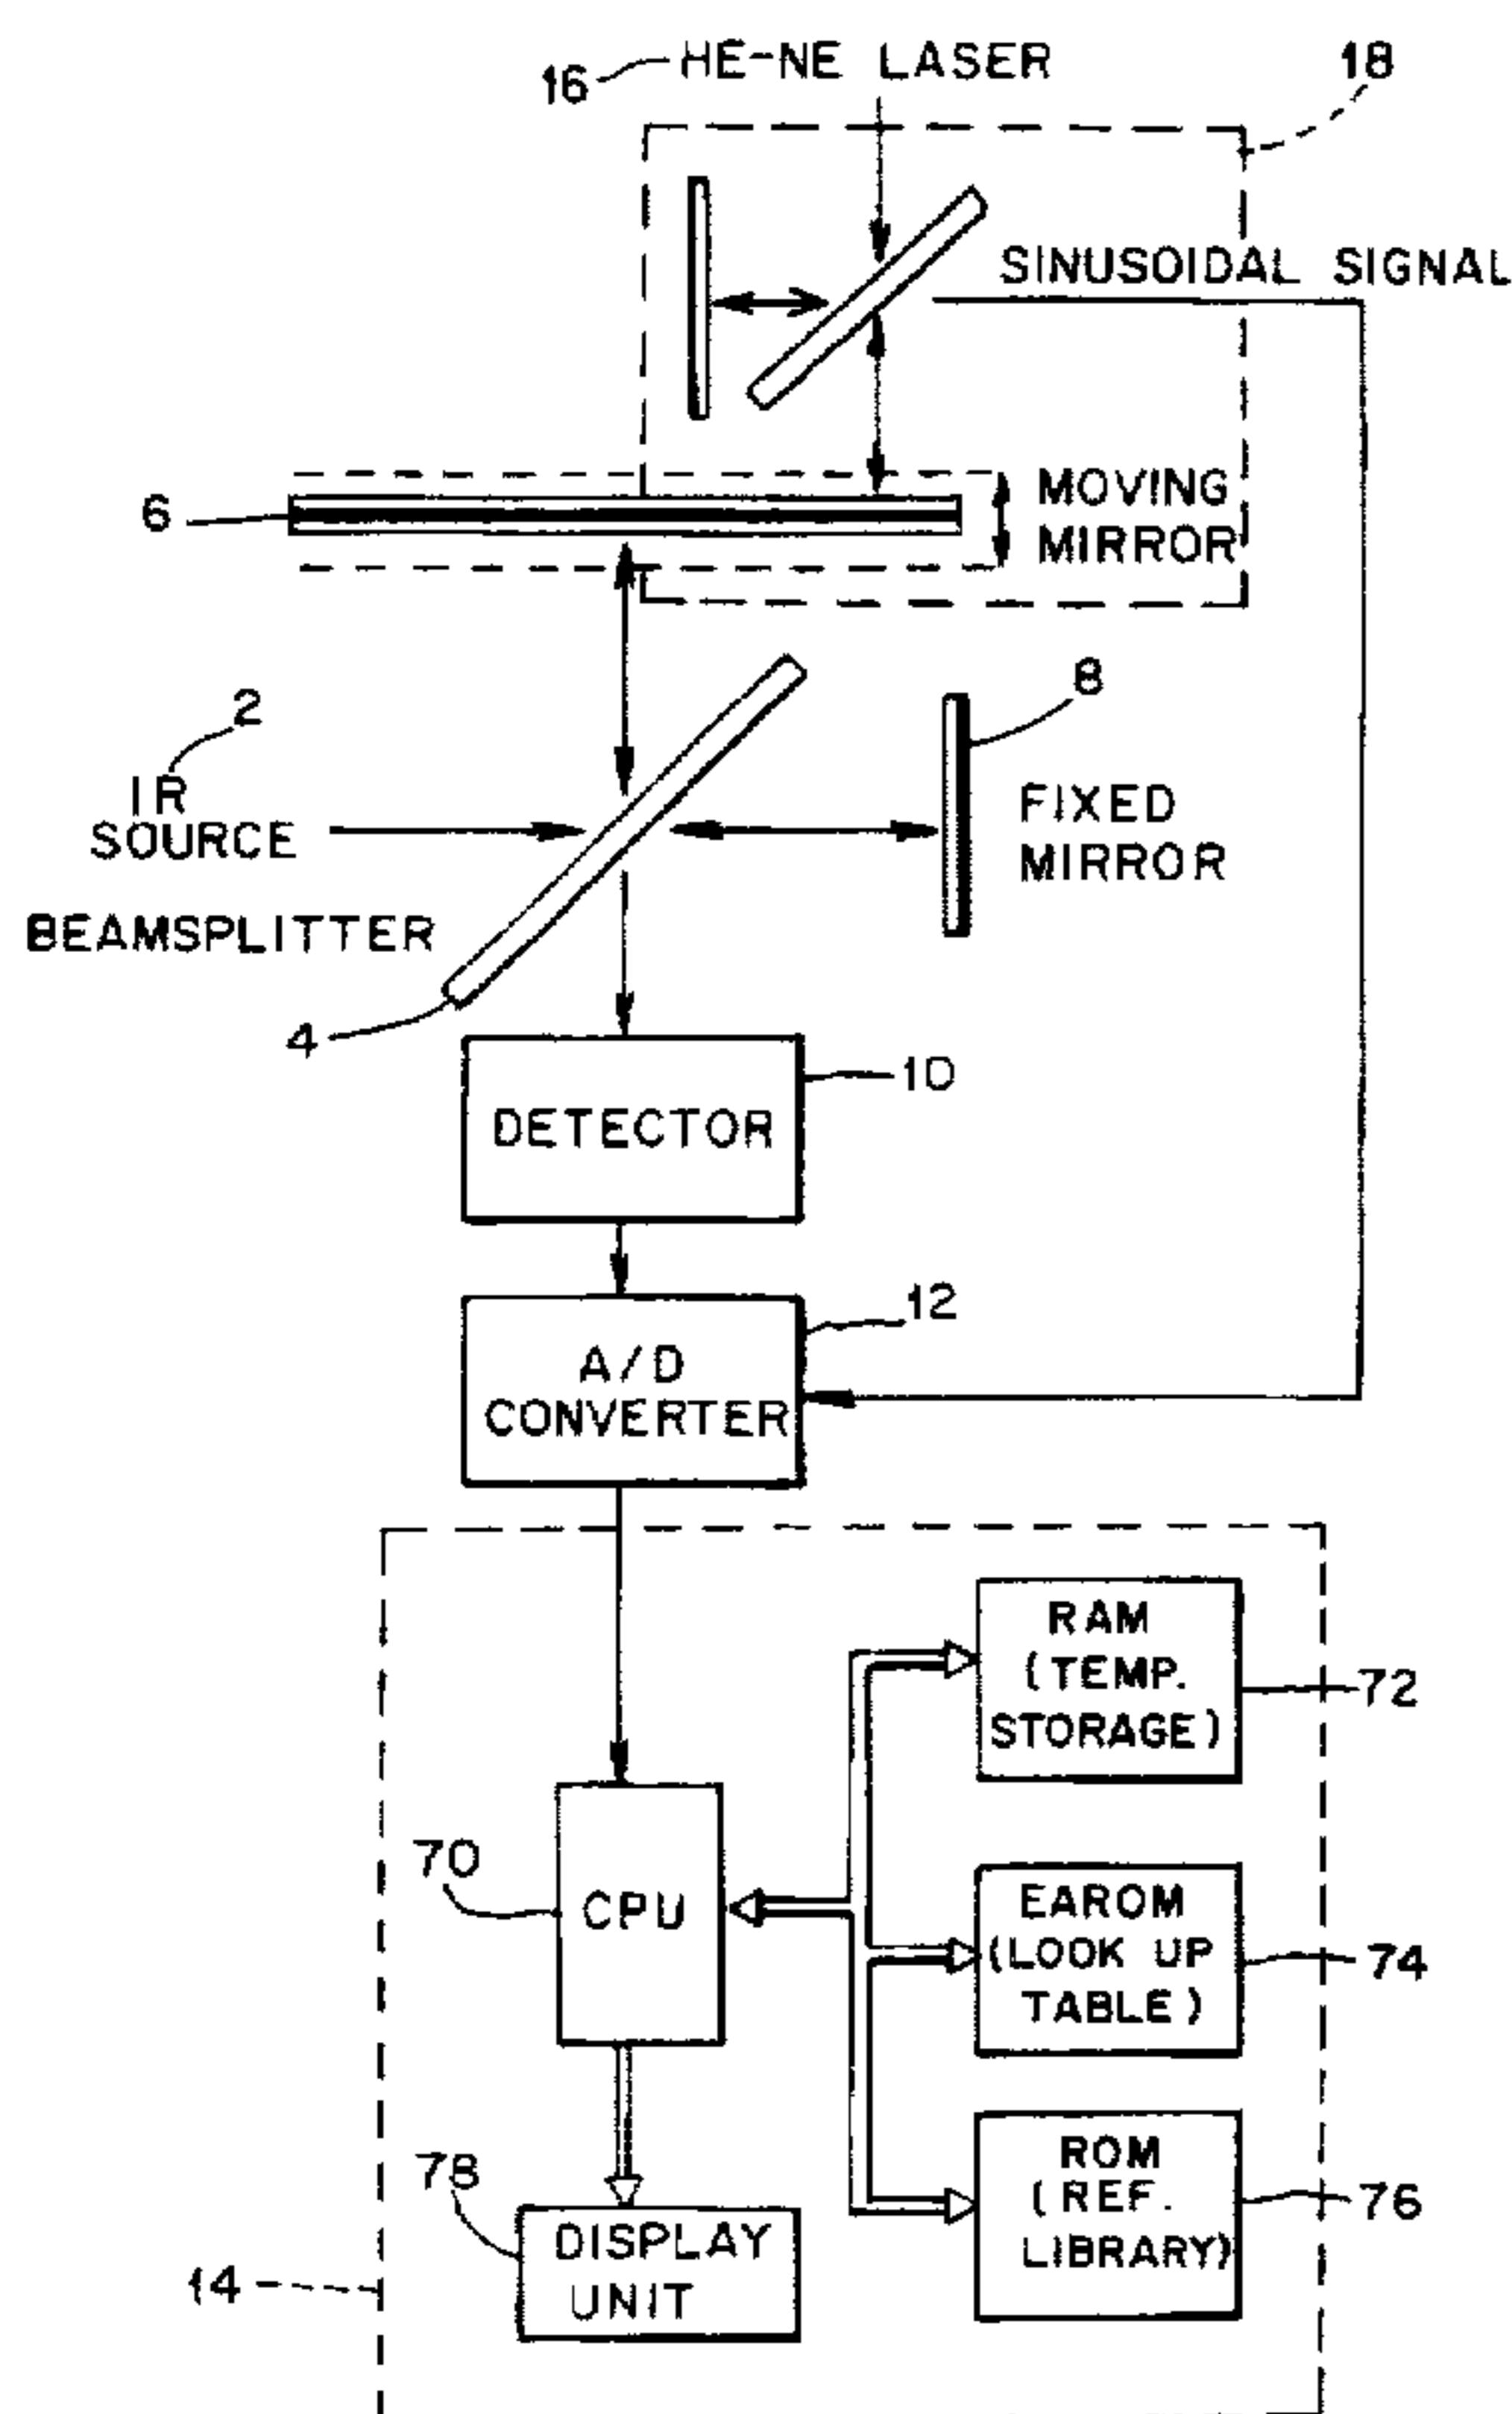 16 HE-NE LASER 18
SINUSOIDAL SIGNAL
6 MOVING
MIRROR
2 8
IR
SOURCE
FIXED
MIRROR
BEAMSPLITTER
4
10
DETECTOR
12
A/D
CONVERTER
RAM
(TEMP.
STORAGE)
72
70
CPU
EAROM
(LOOK UP
TABLE)
74
78
DISPLAY
UNIT
ROM
(REF.
LIBRARY)
76
14